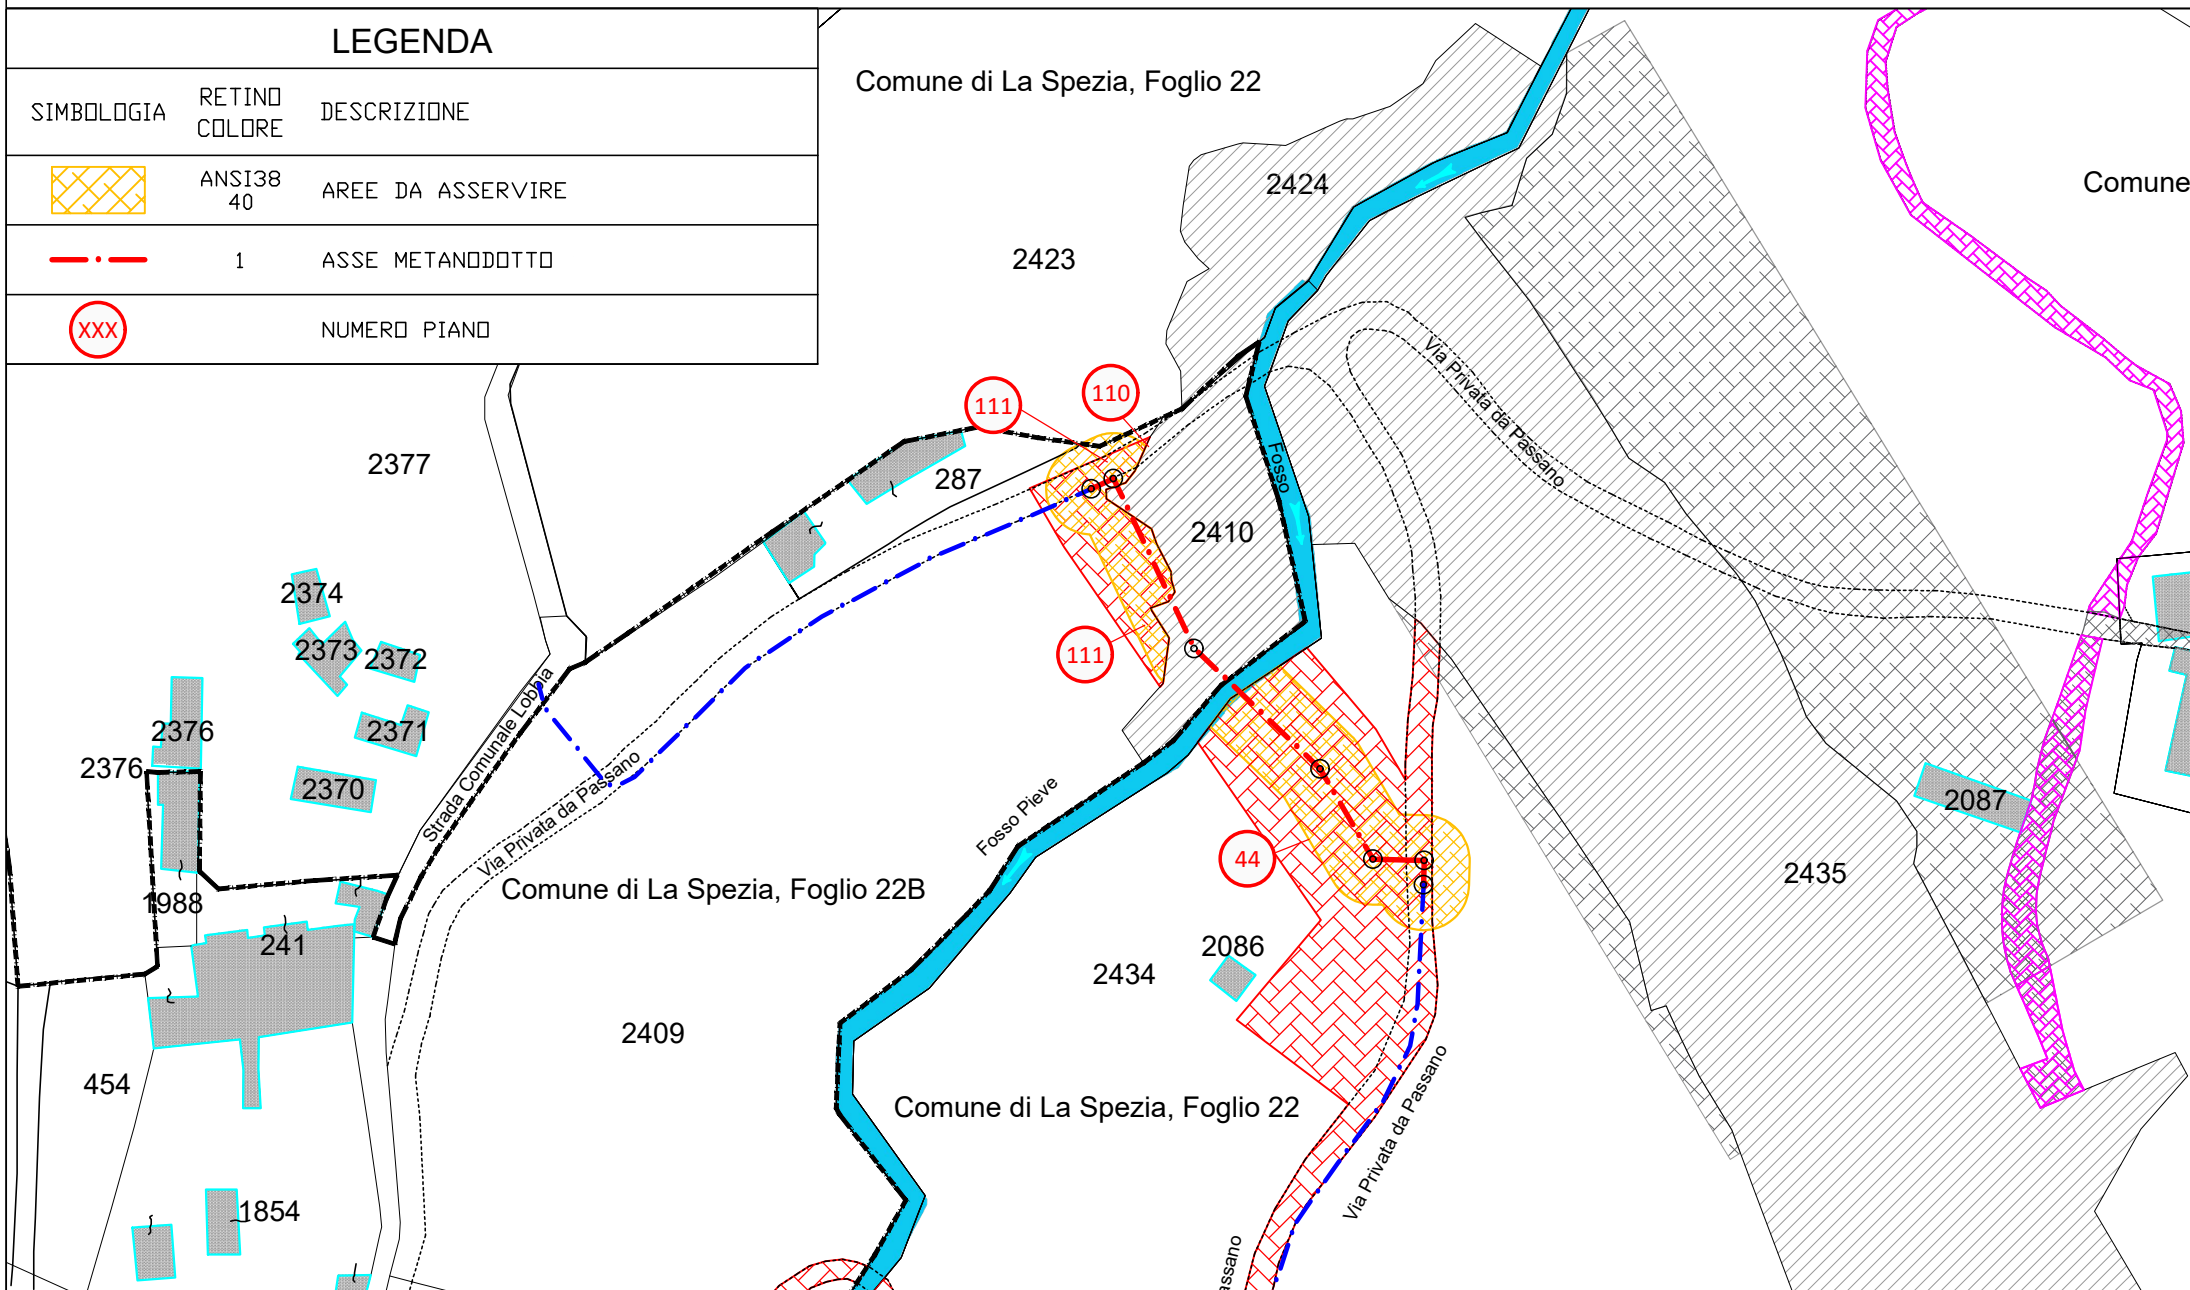 LEGENDA
SIMBOLOGIA
RETINO
COLORE
DESCRIZIONE
ANSI38
40
AREE DA ASSERVIRE
1
ASSE METANODOTTO
XXX
NUMERO PIANO
Comune di La Spezia, Foglio 22
2424
Comune
2423
Via Privata da Passano
111
110
2377
287
Fosso
2410
2374
2373
2372
111
2376
2371
Strada Comunale Lobbia
2376
2370
Via Privata da Passano
Fosso Pieve
2087
44
2435
Comune di La Spezia, Foglio 22B
1988
241
2086
2434
2409
454
Comune di La Spezia, Foglio 22
Via Privata da Passano
1854
assano